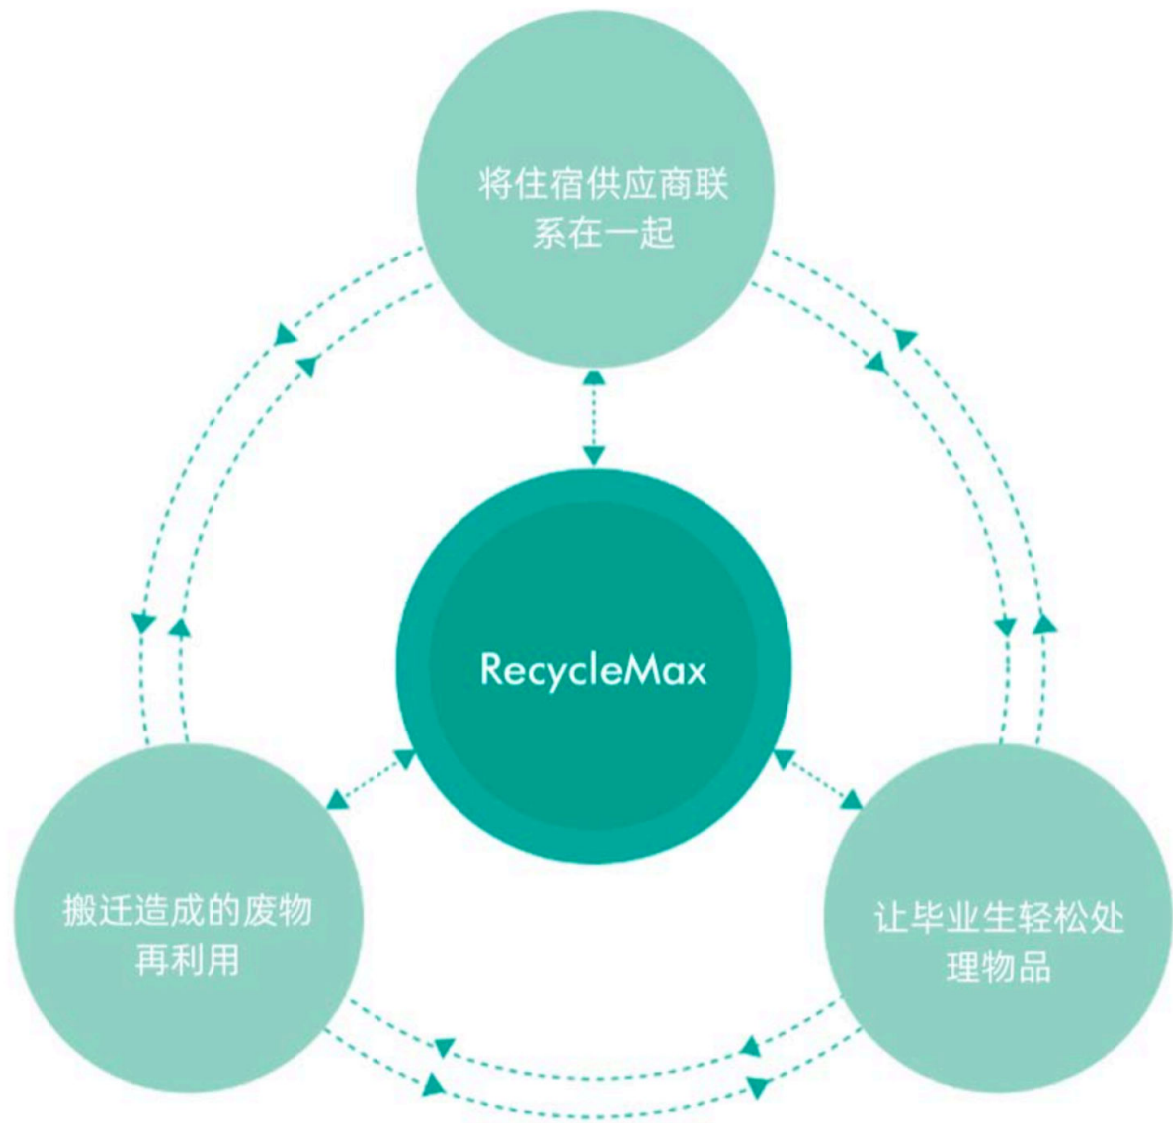 将住宿供应商联
系在一起
RecycleMax
搬迁造成的废物
再利用
让毕业生轻松处
理物品